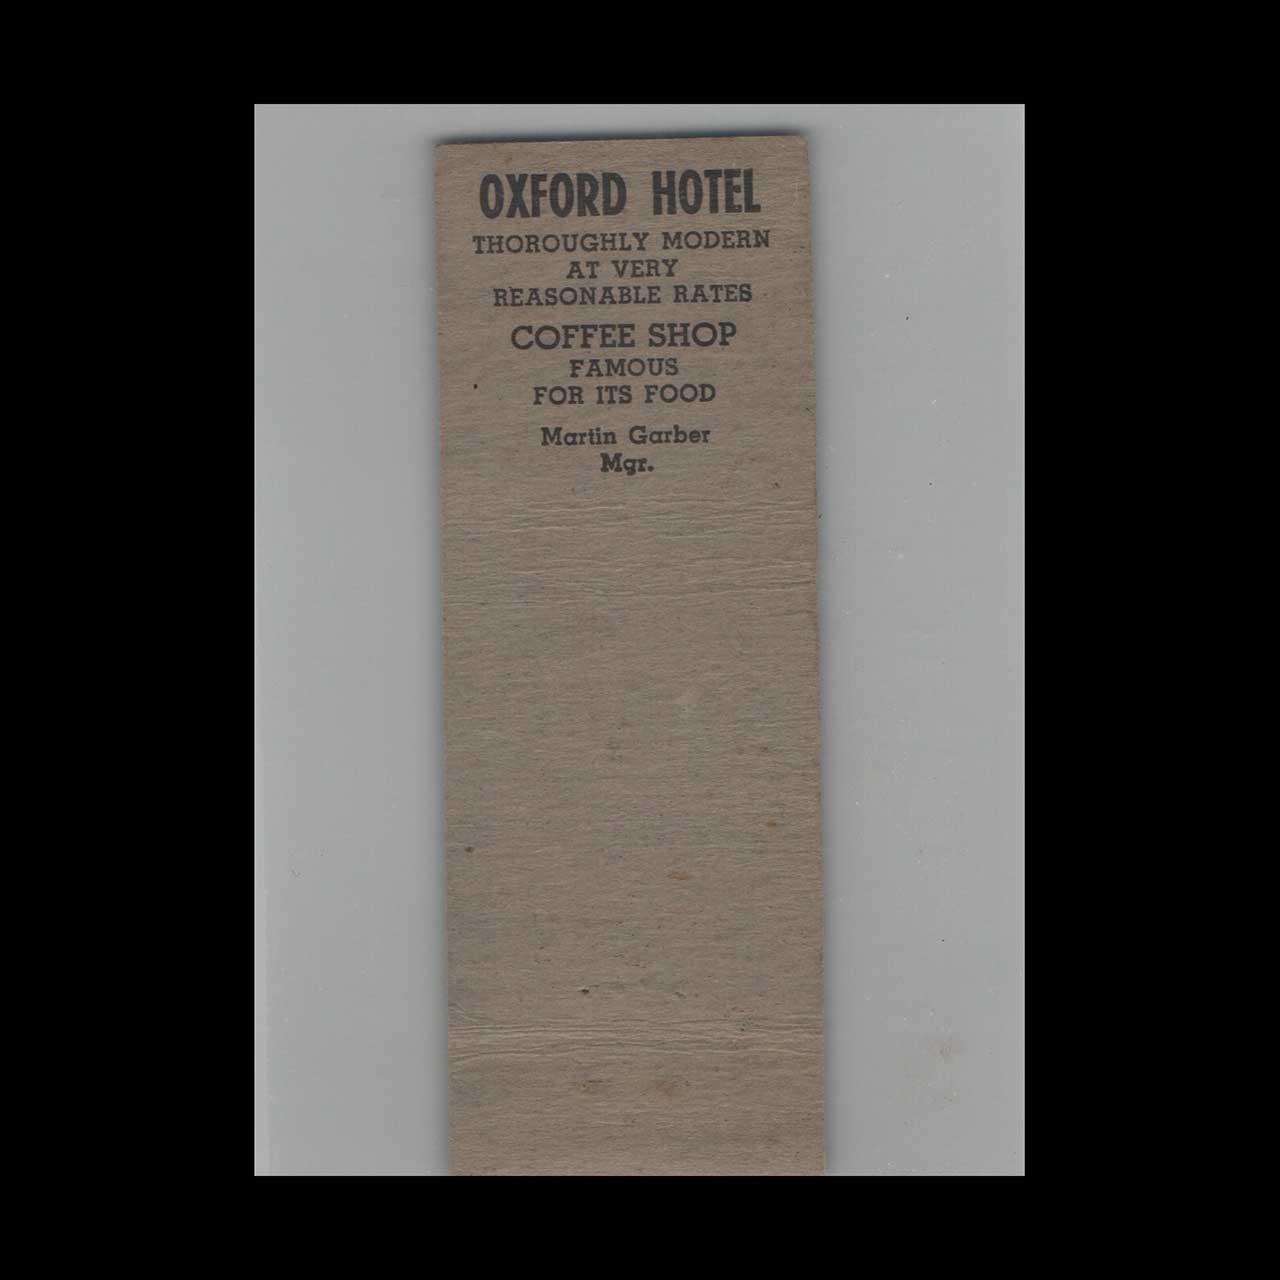 OXFORD HOTEL
THOROUGHLY MODERN
AT VERY
REASONABLE RATES
COFFEE SHOP
FAMOUS
FOR ITS FOOD
Martin Garber
Mgr.